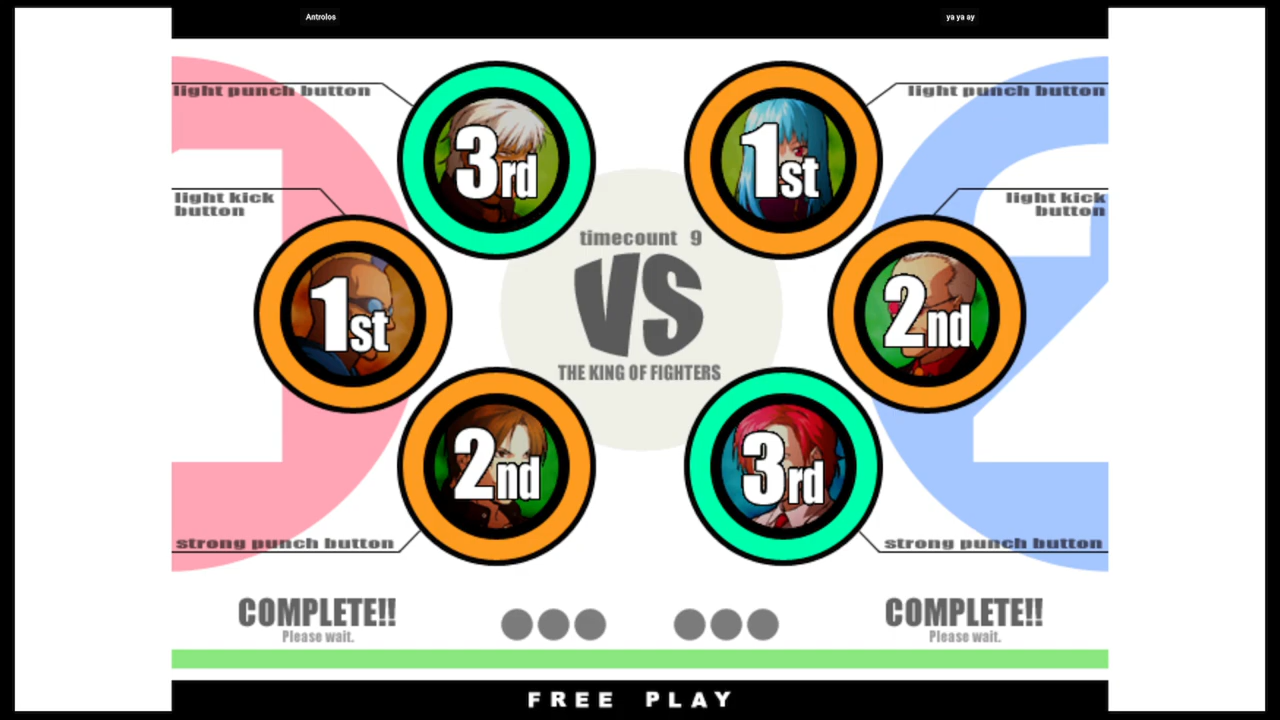 Antrolos
ya ya ay
light punch button
light punch button
3rd
1st
light kick
button
light kick
button
timecount 9
VS
THE KING OF FIGHTERS
1st
2nd
2nd
3rd
strong punch button
strong punch button
COMPLETE!!
Please wait.
COMPLETE!!
Please wait.
FREE PLAY
1
2